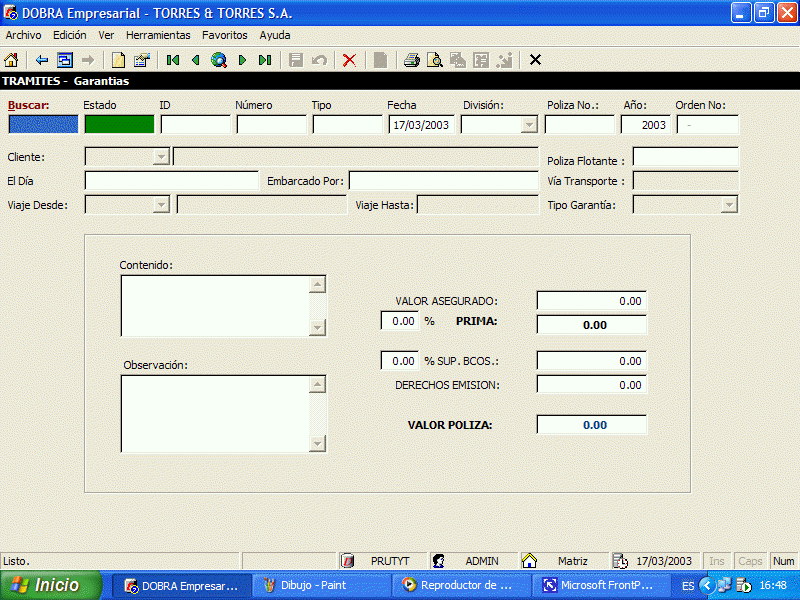 DOBRA Empresarial - TORRES & TORRES S.A.
Archivo Edición Ver Herramientas Favoritos Ayuda
TRAMITES - Garantias
Buscar: Estado ID Número Tipo Fecha División: Poliza No.: Año: Orden No:
17/03/2003 2003 -
Cliente: Poliza Flotante :
El Día Embarcado Por: Vía Transporte :
Viaje Desde: Viaje Hasta: Tipo Garantía:
Contenido:
VALOR ASEGURADO: 0.00
0.00 % PRIMA: 0.00
Observación: 0.00 % SUP. BCOS.: 0.00
DERECHOS EMISION: 0.00
VALOR POLIZA: 0.00
Listo. PRUTYT ADMIN Matriz 17/03/2003 Ins Caps Num
Inicio DOBRA Empresar... Dibujo - Paint Reproductor de ... Microsoft FrontP... ES 16:48